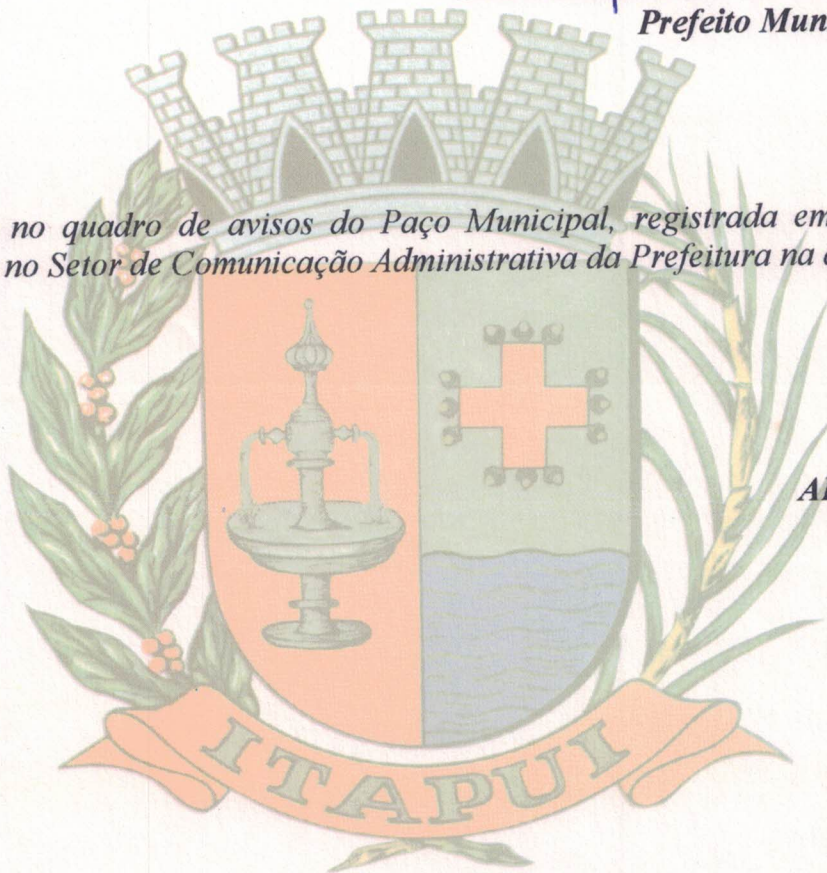 Prefeito Mun
no quadro de avisos do Paço Municipal, registrada em
no Setor de Comunicação Administrativa da Prefeitura na
ITAPUI